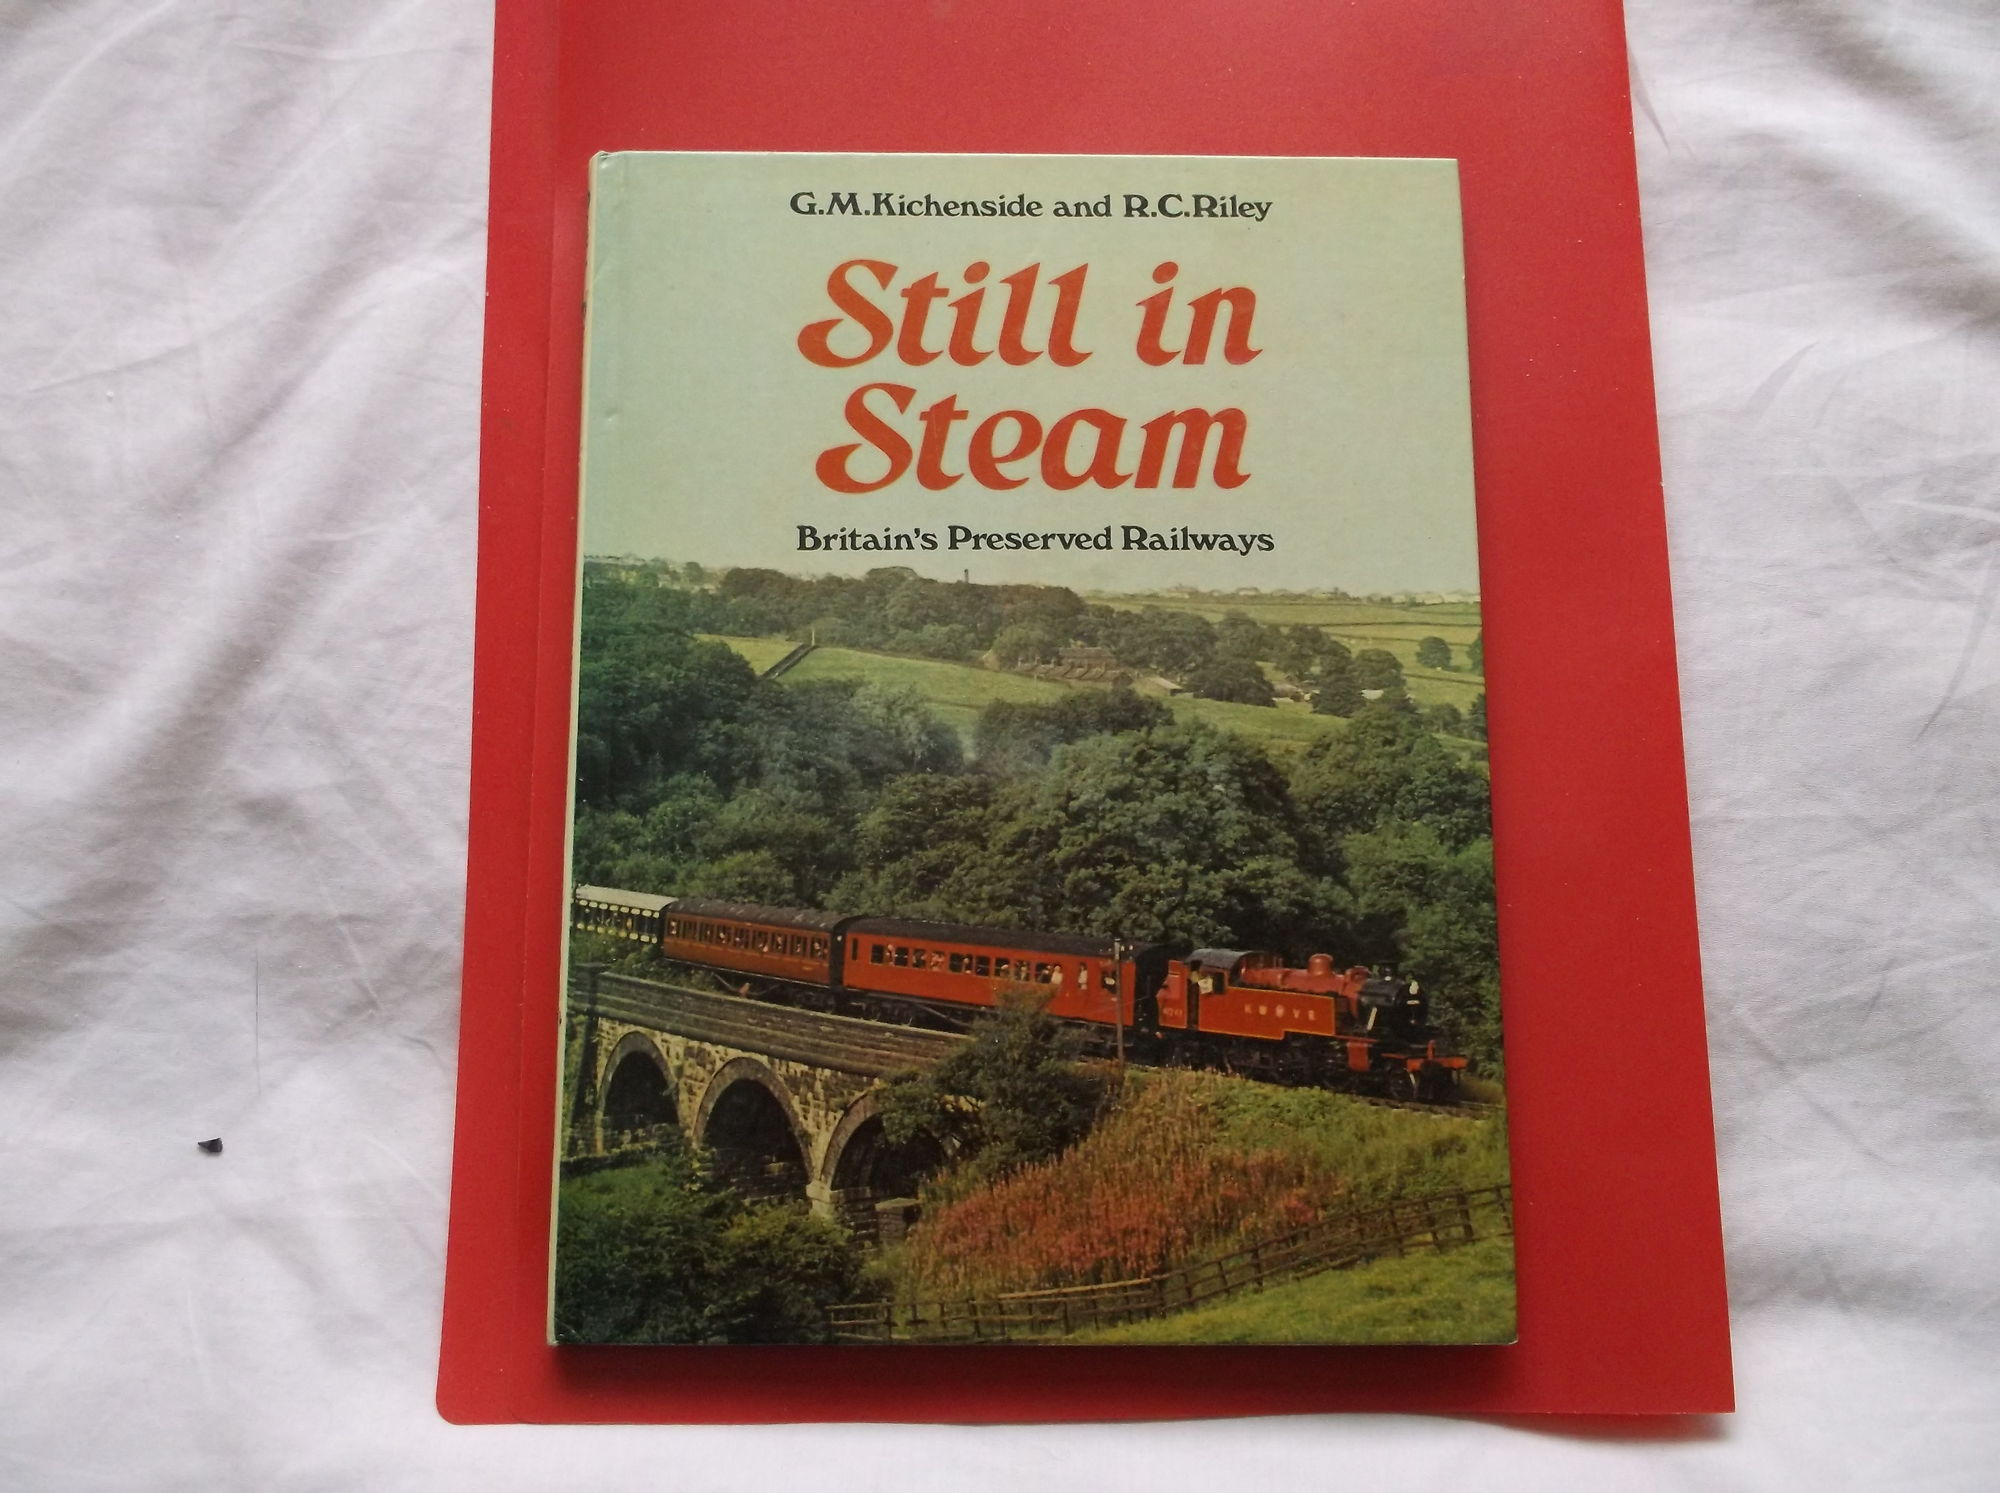 G.M.Kichenside and R.C.Riley
Still in
Steam
Britain's Preserved Railways
K W V R